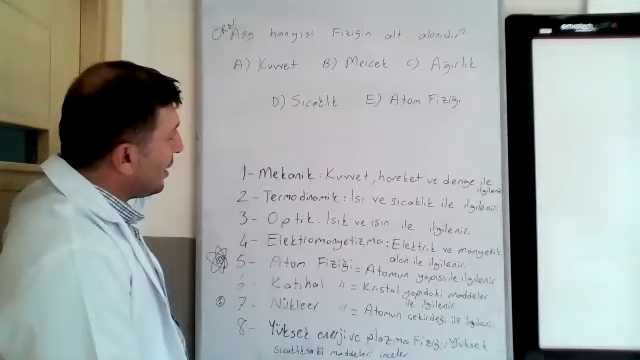 Aşğ hangisi Fiziğin alt alanıdır?
A) Kuvvet B) Mercek C) Ağırlık
D) Sıcaklık E) Atom Fiziği
1- Mekanik: Kuvvet, hareket ve denge ile ilgilenir
2- Termodinamik: Isı ve sıcaklık ile ilgilenir
3- Optik: Işık ve ışın ile ilgilenir.
4- Elektromanyetizma: Elektrik ve manyetik
alan ile ilgilenir.
5- Atom Fiziği = Atomun yapısı ile ilgilenir
6- Katıhal " = Kristal yapıdaki maddeler
ile ilgilenir.
7- Nükleer " = Atomun çekirdeği ile ilgilenir
8- Yüksek enerji ve plazma Fiziği: Yüksek
sıcaklıktaki maddeleri inceler